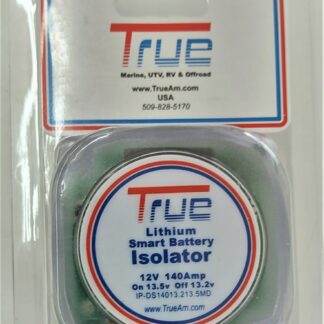 True
Marine, UTV, RV & Offroad
www.TrueAm.com
USA
509-828-5170
True
Lithium
Smart Battery
Isolator
12V 140Amp
On 13.5v Off 13.2v
IP-DS14013.213.5MD
www.TrueAm.com